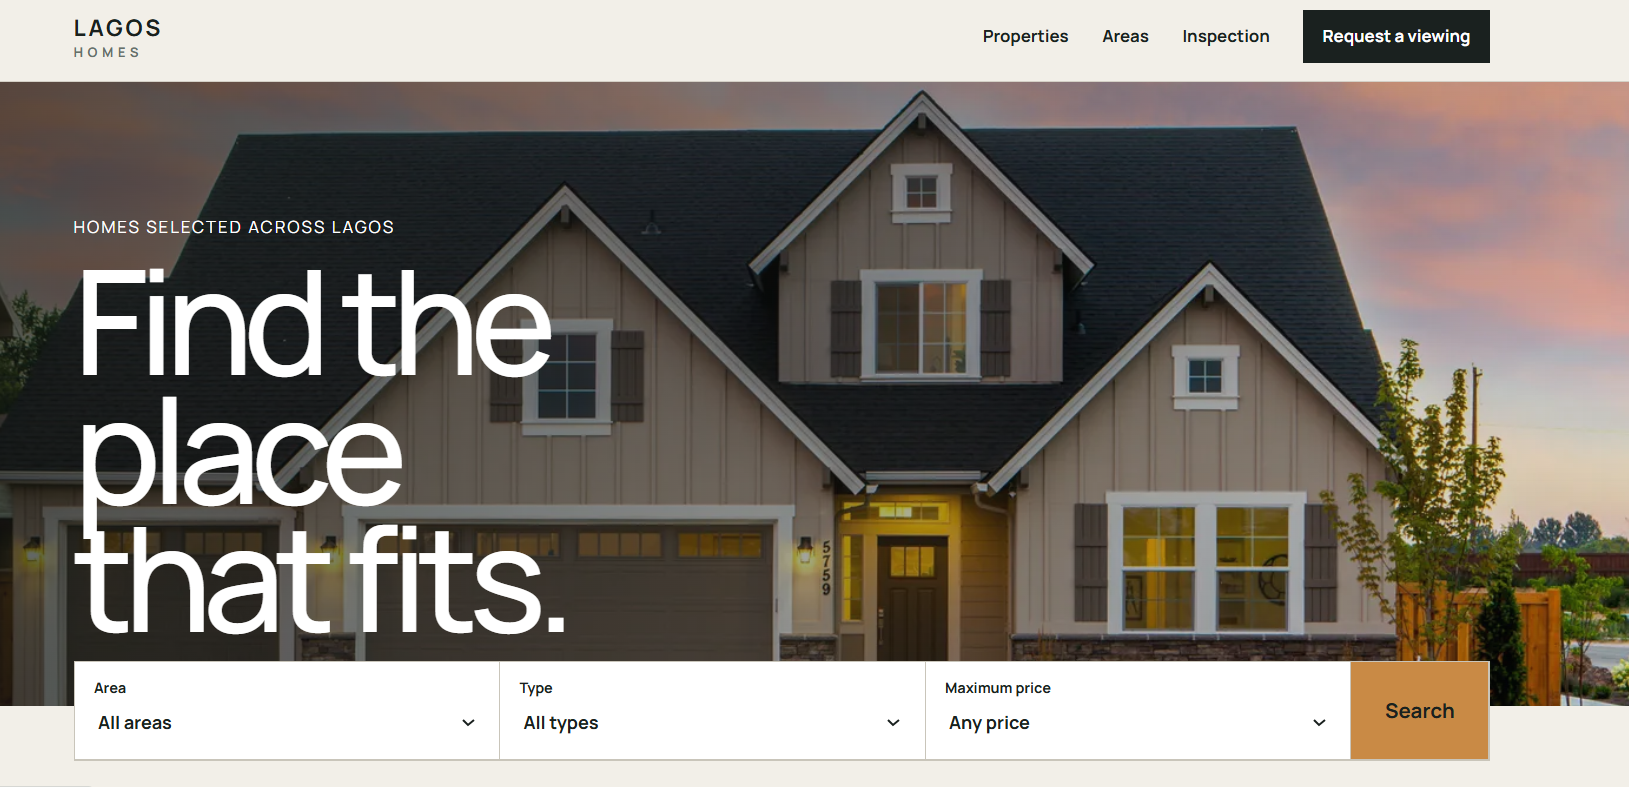 LAGOS
HOMES
Properties
Areas
Inspection
Request a viewing
HOMES SELECTED ACROSS LAGOS
Find the
place
that fits.
5759
Area
All areas
Type
All types
Maximum price
Any price
Search